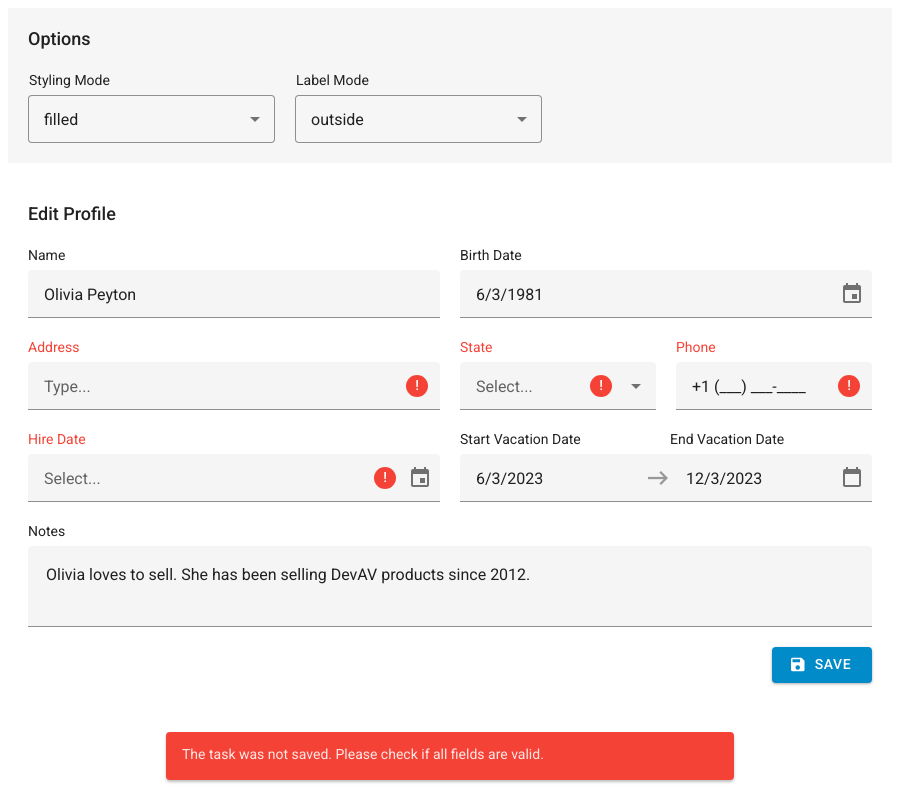 Options
Styling Mode Label Mode
filled outside
Edit Profile
Name Birth Date
Olivia Peyton 6/3/1981
Address State Phone
Type... ! Select... ! +1 (___) ___-____ !
Hire Date Start Vacation Date End Vacation Date
Select... ! 6/3/2023 → 12/3/2023
Notes
Olivia loves to sell. She has been selling DevAV products since 2012.
SAVE
The task was not saved. Please check if all fields are valid.